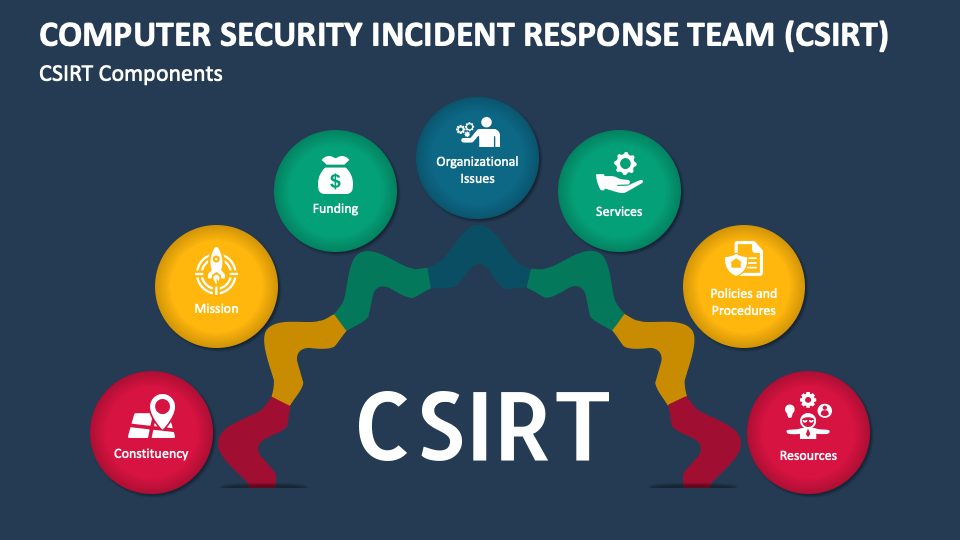 COMPUTER SECURITY INCIDENT RESPONSE TEAM (CSIRT)
CSIRT Components
Organizational
Issues
Funding
$
Services
Mission
Policies and
Procedures
CSIRT
Constituency
Resources